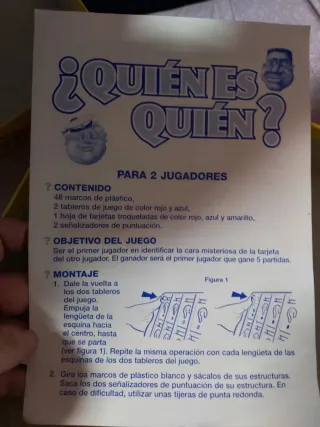 ¿QUIÉN ES
QUIÉN?
PARA 2 JUGADORES
? CONTENIDO
48 marcos de plástico,
2 tableros de juego de color rojo y azul,
1 hoja de tarjetas troqueladas de color rojo, azul y amarillo,
2 señalizadores de puntuación.
? OBJETIVO DEL JUEGO
Ser el primer jugador en identificar la cara misteriosa de la tarjeta
del otro jugador. El ganador será el primer jugador que gane 5 partidas.
? MONTAJE
Figura 1
1. Dale la vuelta
a los dos tableros
del juego.
Empuja la
lengüeta de la
esquina hacia
el centro, hasta
que se parta
(ver figura 1). Repite la misma operación con cada lengüeta de las
esquinas de los dos tableros del juego.
2. Gira los marcos de plástico blanco y sácalos de sus estructuras.
Saca los dos señalizadores de puntuación de su estructura. En
caso de dificultad, utilizar unas tijeras de punta redonda.